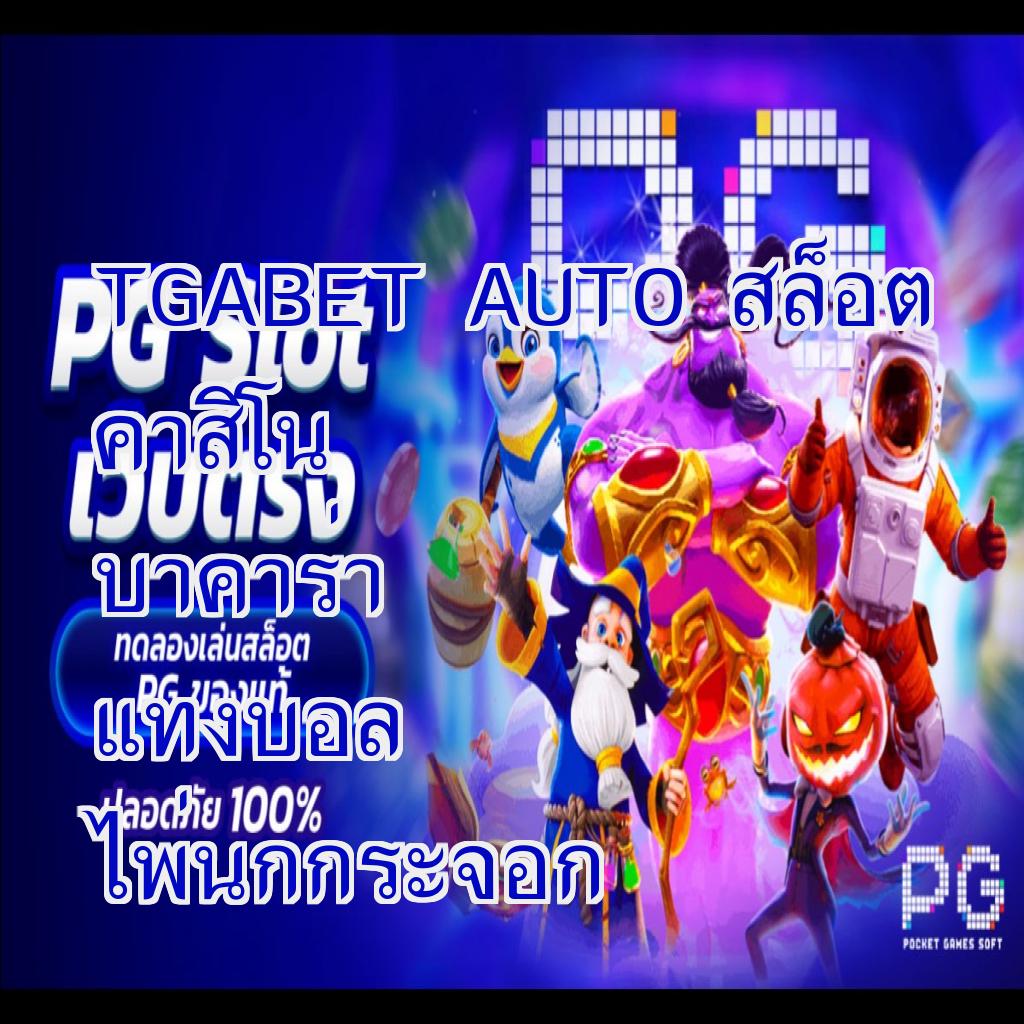 TGABET AUTO สล็อต
PG Slot
คาสิโน
เว็บตรง
บาคาร่า
ทดลองเล่นสล็อต
PG ของแท้
แทงบอล
ปลอดภัย 100%
ไพ่นกกระจอก
PG
PG
POCKET GAMES SOFT